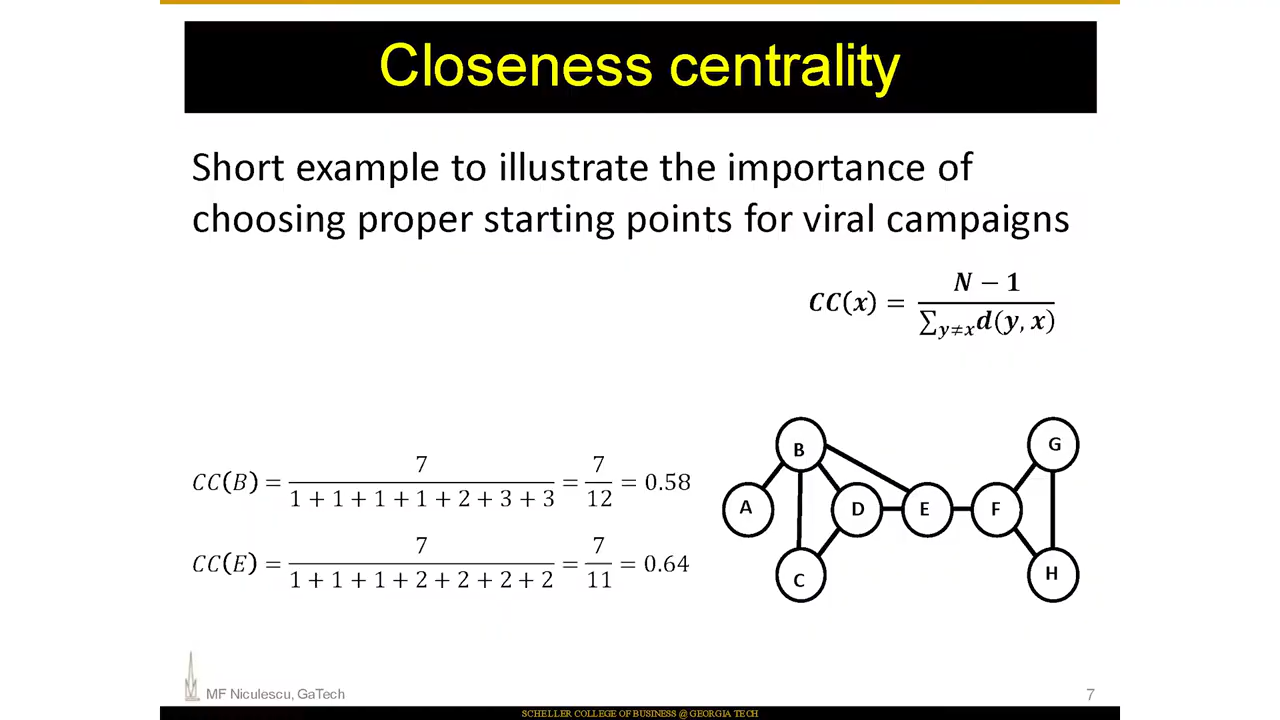 Closeness centrality
Short example to illustrate the importance of
choosing proper starting points for viral campaigns
CC(x) = N − 1 / ∑y≠x d(y, x)
CC(B) = 7 / 1 + 1 + 1 + 1 + 2 + 3 + 3 = 7 / 12 = 0.58
CC(E) = 7 / 1 + 1 + 1 + 2 + 2 + 2 + 2 = 7 / 11 = 0.64
B
G
A
D
E
F
C
H
MF Niculescu, GaTech
7
SCHELLER COLLEGE OF BUSINESS @ GEORGIA TECH